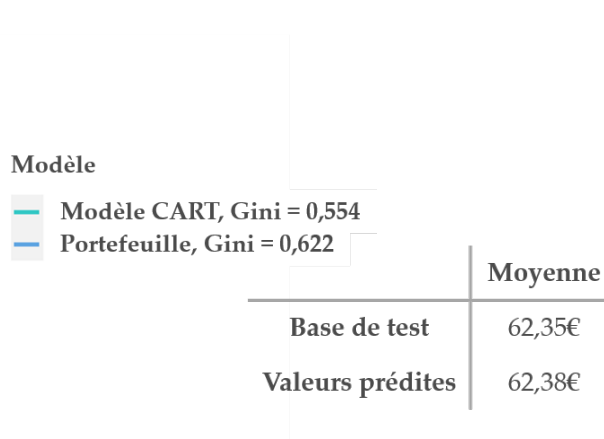 Modèle
Modèle CART, Gini = 0,554
Portefeuille, Gini = 0,622
Moyenne
Base de test 62,35€
Valeurs prédites 62,38€